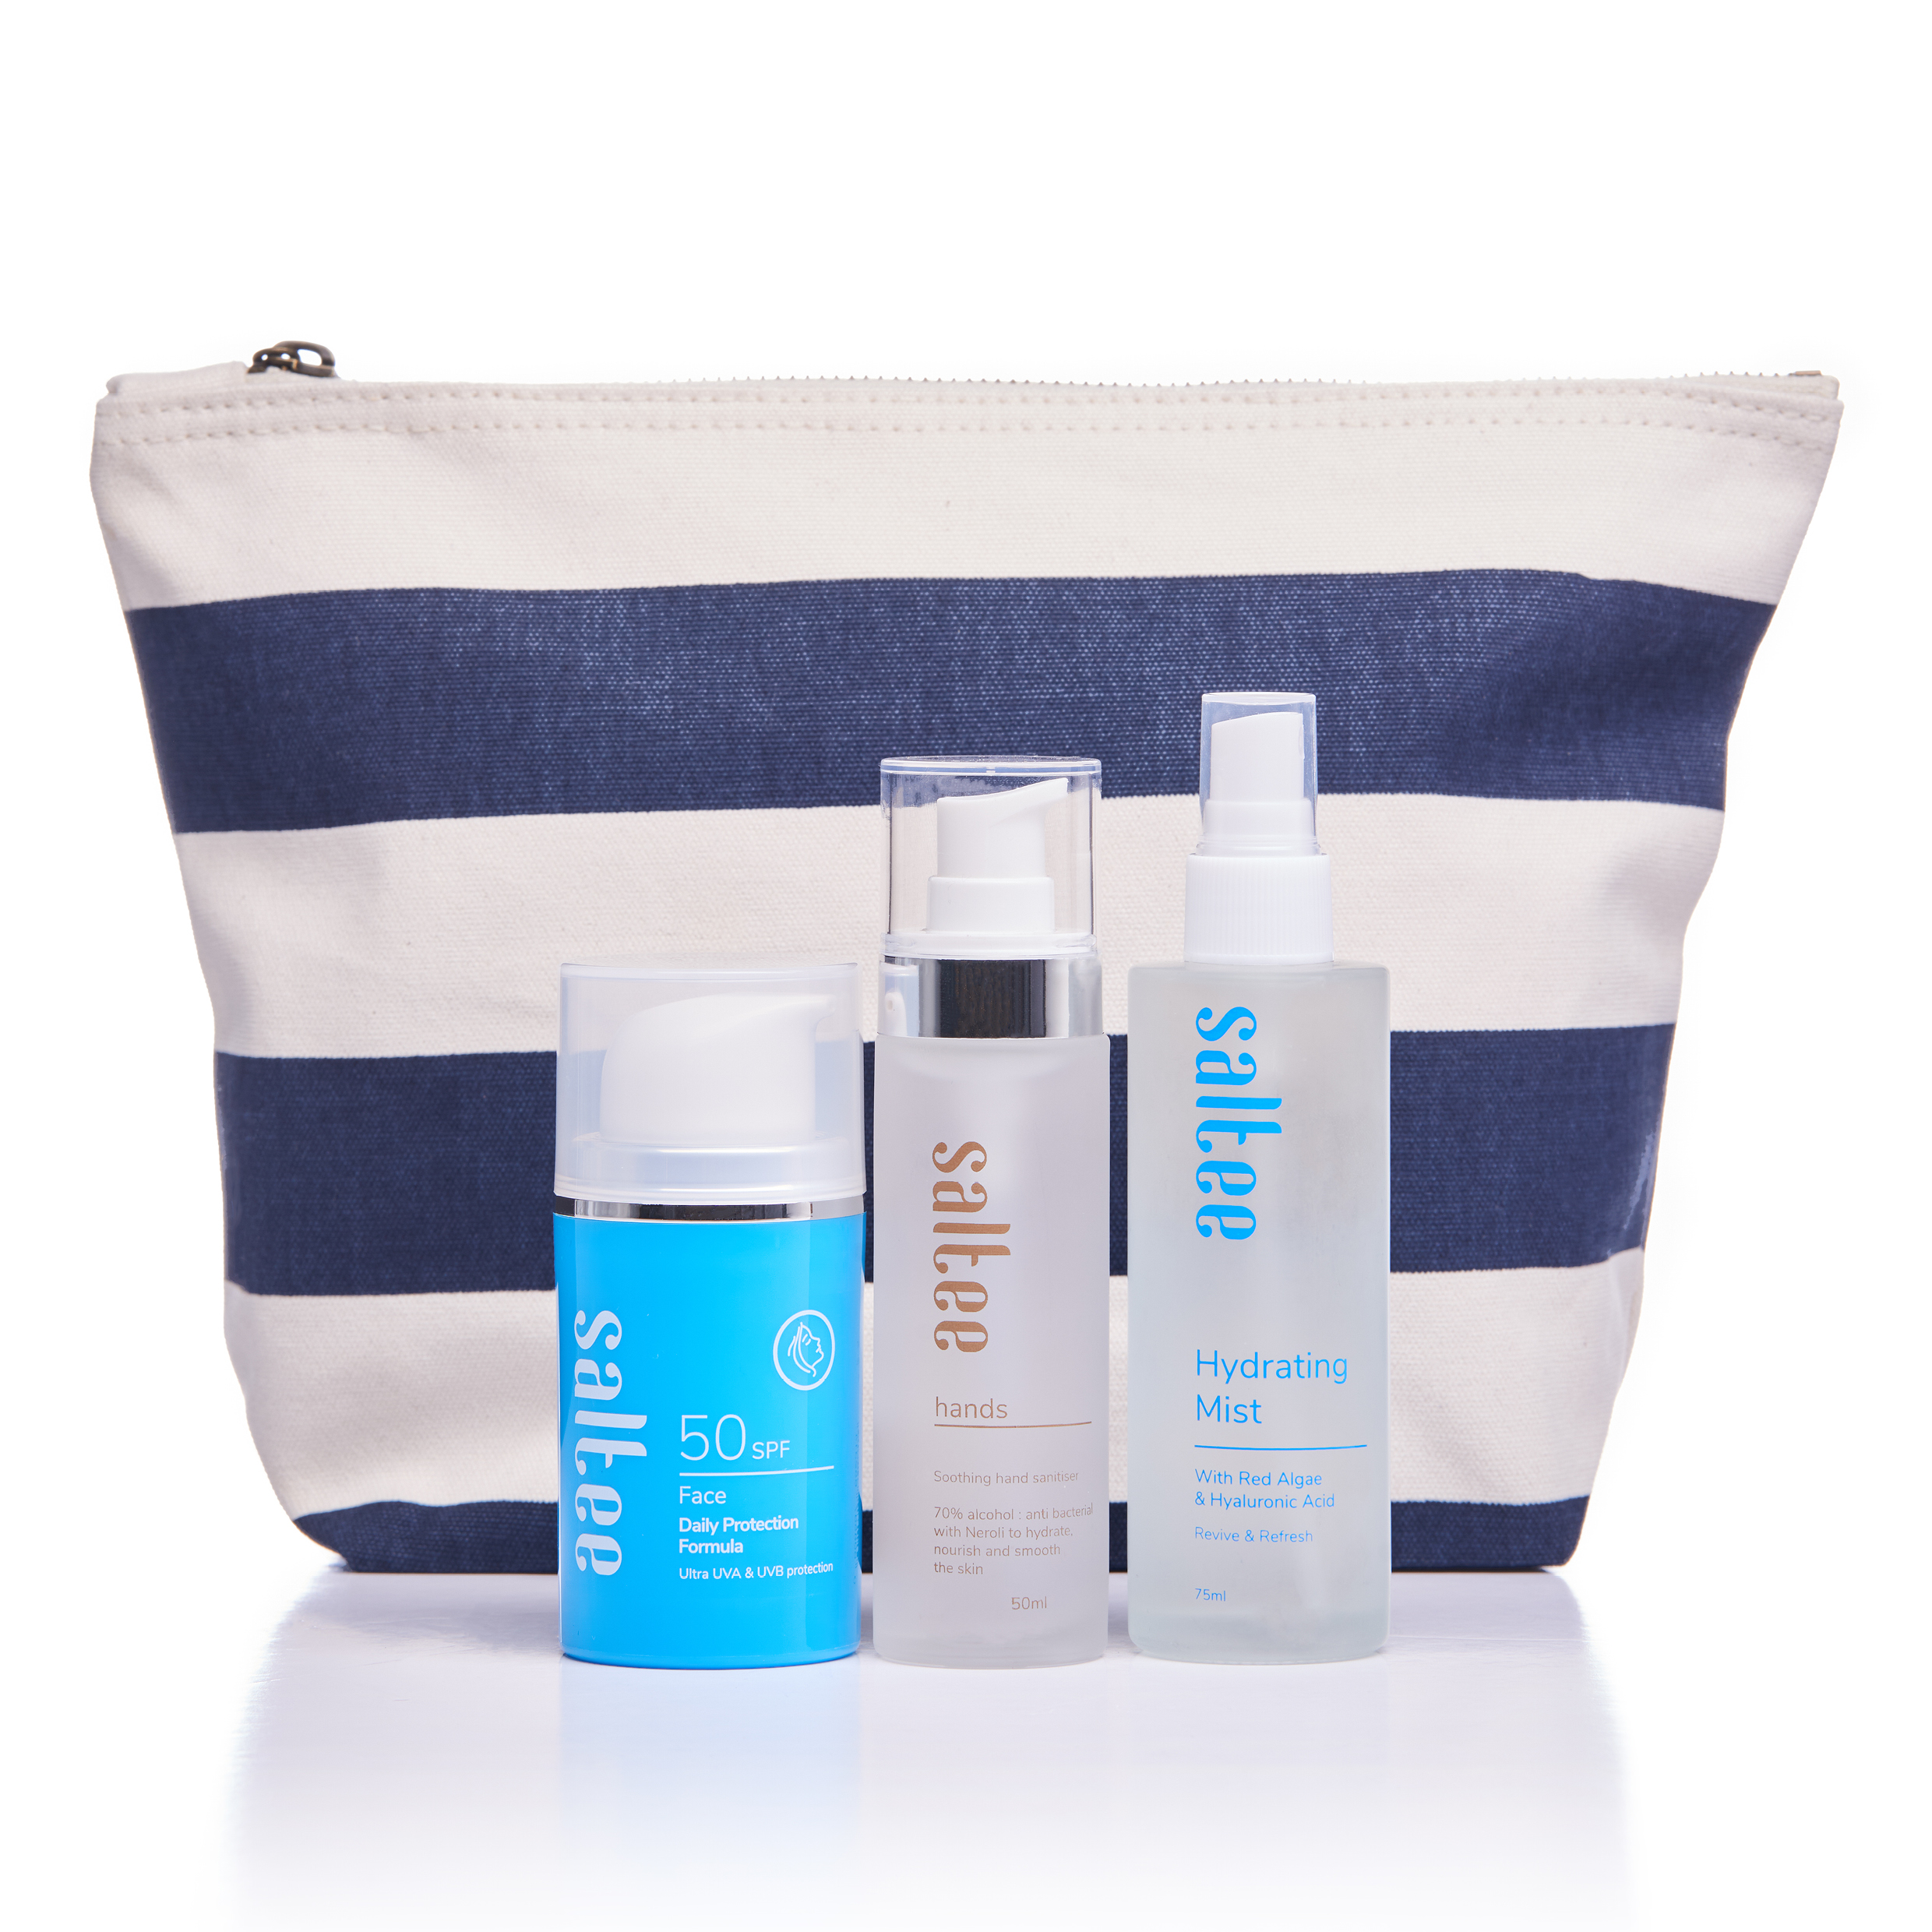 saltee
50 SPF
Face
Daily Protection
Formula
Ultra UVA & UVB protection
saltee
hands
Soothing hand sanitiser
70% alcohol : anti bacterial
with Neroli to hydrate,
nourish and smooth
the skin
50ml
saltee
Hydrating
Mist
With Red Algae
& Hyaluronic Acid
Revive & Refresh
75ml